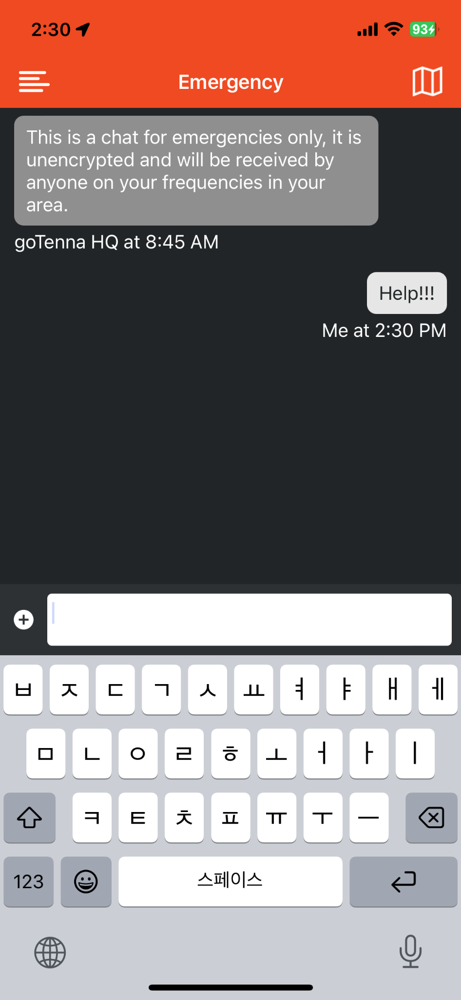 2:30
93
Emergency
This is a chat for emergencies only, it is
unencrypted and will be received by
anyone on your frequencies in your
area.
goTenna HQ at 8:45 AM
Help!!!
Me at 2:30 PM
ㅂ ㅈ ㄷ ㄱ ㅅ ㅛ ㅕ ㅑ ㅐ ㅔ
ㅁ ㄴ ㅇ ㄹ ㅎ ㅗ ㅓ ㅏ ㅣ
ㅋ ㅌ ㅊ ㅍ ㅠ ㅜ ㅡ
123 스페이스